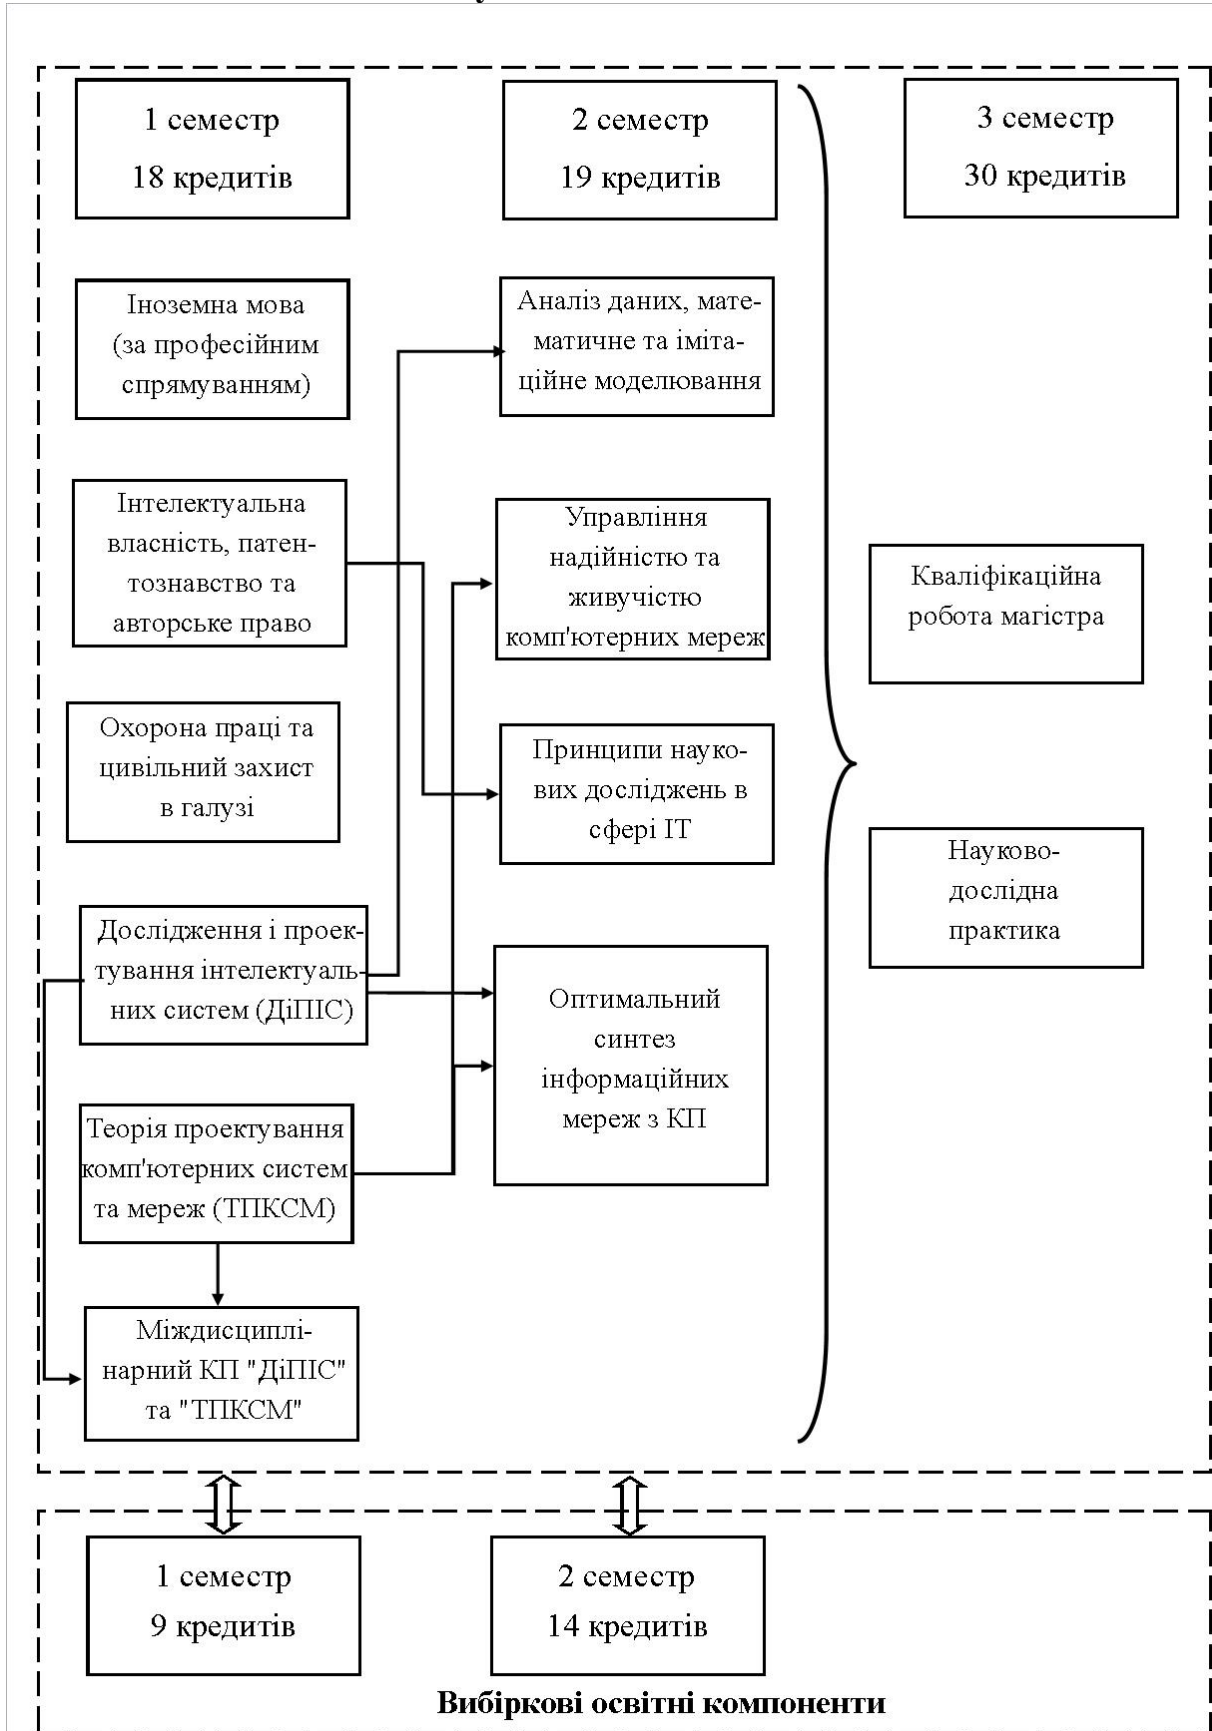 1 семестр
18 кредитів
2 семестр
19 кредитів
3 семестр
30 кредитів
Іноземна мова
(за професійним
спрямуванням)
Аналіз даних, мате-
матичне та іміта-
ційне моделювання
Інтелектуальна
власність, патен-
тознавство та
авторське право
Управління
надійністю та
живучістю
комп'ютерних мереж
Кваліфікаційна
робота магістра
Охорона праці та
цивільний захист
в галузі
Принципи науко-
вих досліджень в
сфері ІТ
Науково-
дослідна
практика
Дослідження і проек-
тування інтелектуаль-
них систем (ДіПІС)
Оптимальний
синтез
інформаційних
мереж з КП
Теорія проектування
комп'ютерних систем
та мереж (ТПКСМ)
Міждисциплі-
нарний КП "ДіПІС"
та "ТПКСМ"
1 семестр
9 кредитів
2 семестр
14 кредитів
Вибіркові освітні компоненти